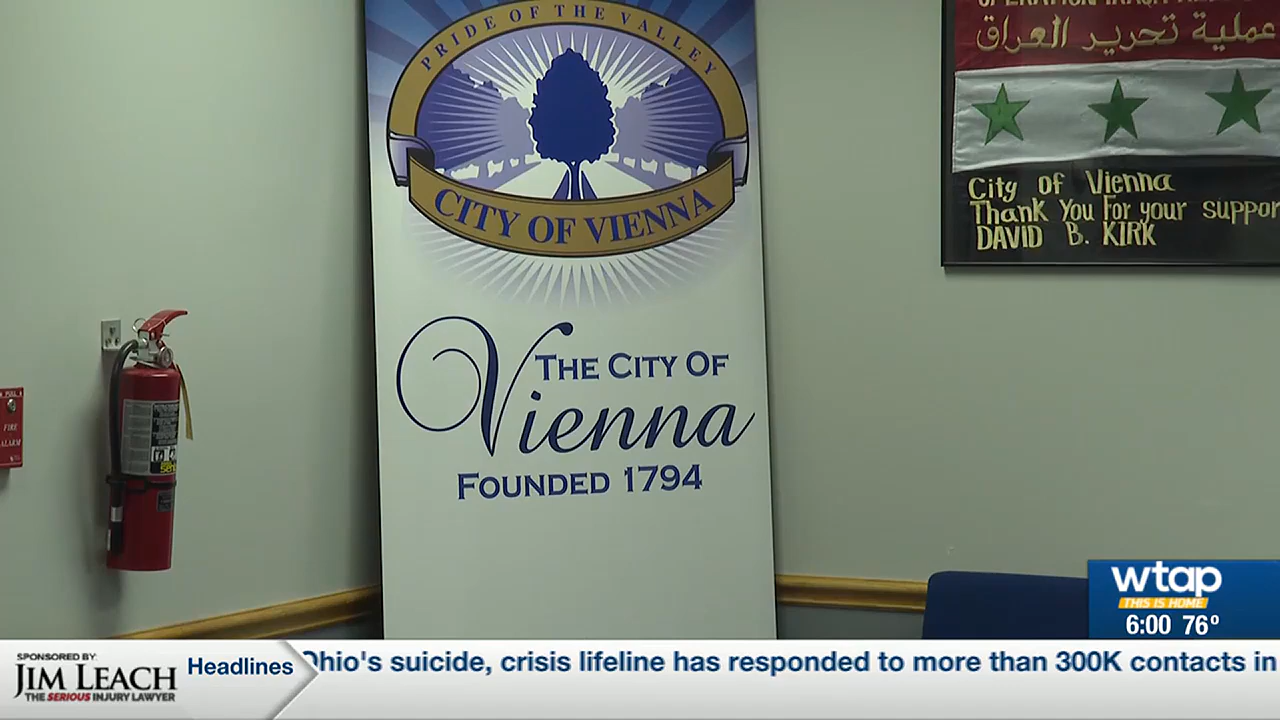 PRIDE OF THE VALLEY
CITY OF VIENNA
THE CITY OF
Vienna
FOUNDED 1794
عملية تحرير العراق
City of Vienna
Thank You For your suppor
DAVID B. KIRK
PULL
FIRE
ALARM
wtap
THIS IS HOME
6:00 76°
SPONSORED BY:
JIM LEACH
THE SERIOUS INJURY LAWYER
Headlines
Ohio's suicide, crisis lifeline has responded to more than 300K contacts in